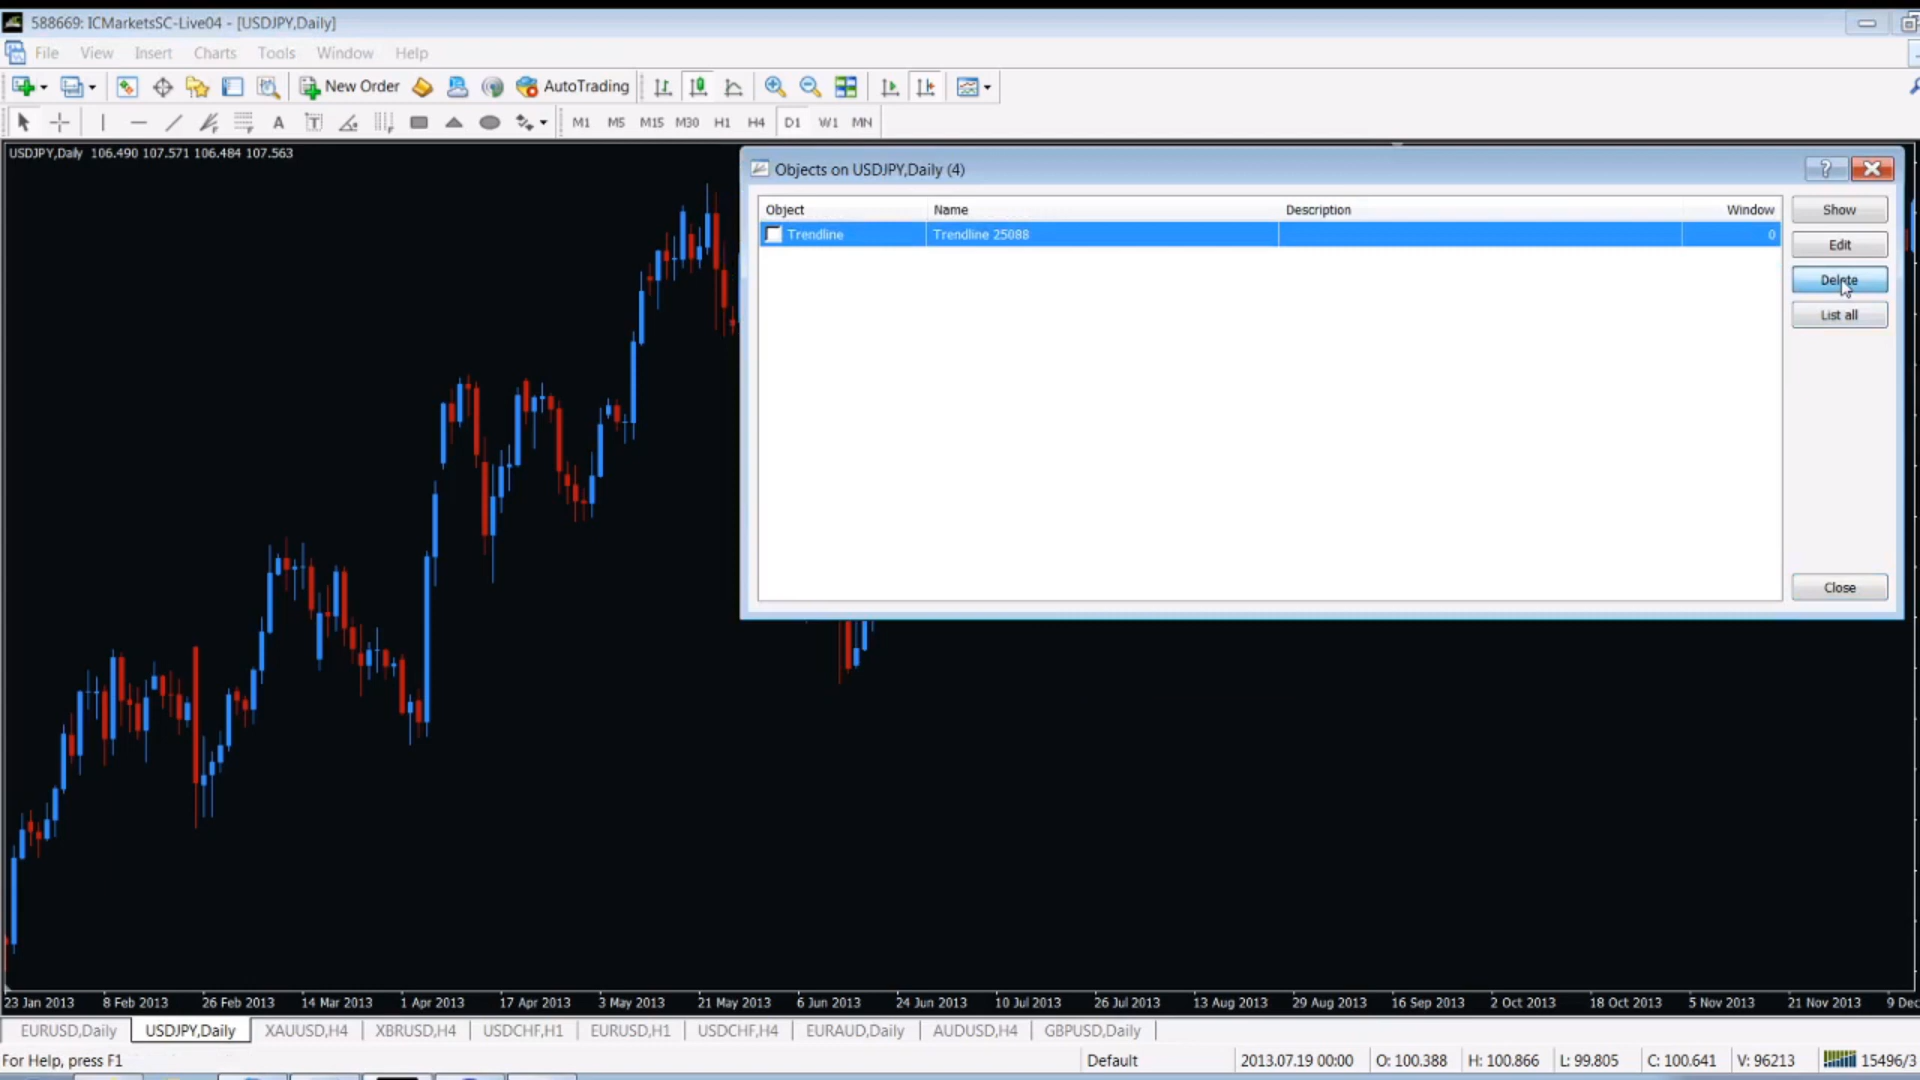 588669: ICMarketsSC-Live04 - [USDJPY,Daily]
File View Insert Charts Tools Window Help
New Order AutoTrading
A T M1 M5 M15 M30 H1 H4 D1 W1 MN
USDJPY,Daily 106.490 107.571 106.484 107.563
Objects on USDJPY,Daily (4)
?
Object Name Description Window
Trendline Trendline 25088 0
Show
Edit
Delete
List all
Close
23 Jan 2013 8 Feb 2013 26 Feb 2013 14 Mar 2013 1 Apr 2013 17 Apr 2013 3 May 2013 21 May 2013 6 Jun 2013 24 Jun 2013 10 Jul 2013 26 Jul 2013 13 Aug 2013 29 Aug 2013 16 Sep 2013 2 Oct 2013 18 Oct 2013 5 Nov 2013 21 Nov 2013 9 Dec
EURUSD,Daily USDJPY,Daily XAUUSD,H4 XBRUSD,H4 USDCHF,H1 EURUSD,H1 USDCHF,H4 EURAUD,Daily AUDUSD,H4 GBPUSD,Daily
For Help, press F1 Default 2013.07.19 00:00 O: 100.388 H: 100.866 L: 99.805 C: 100.641 V: 96213 15496/3